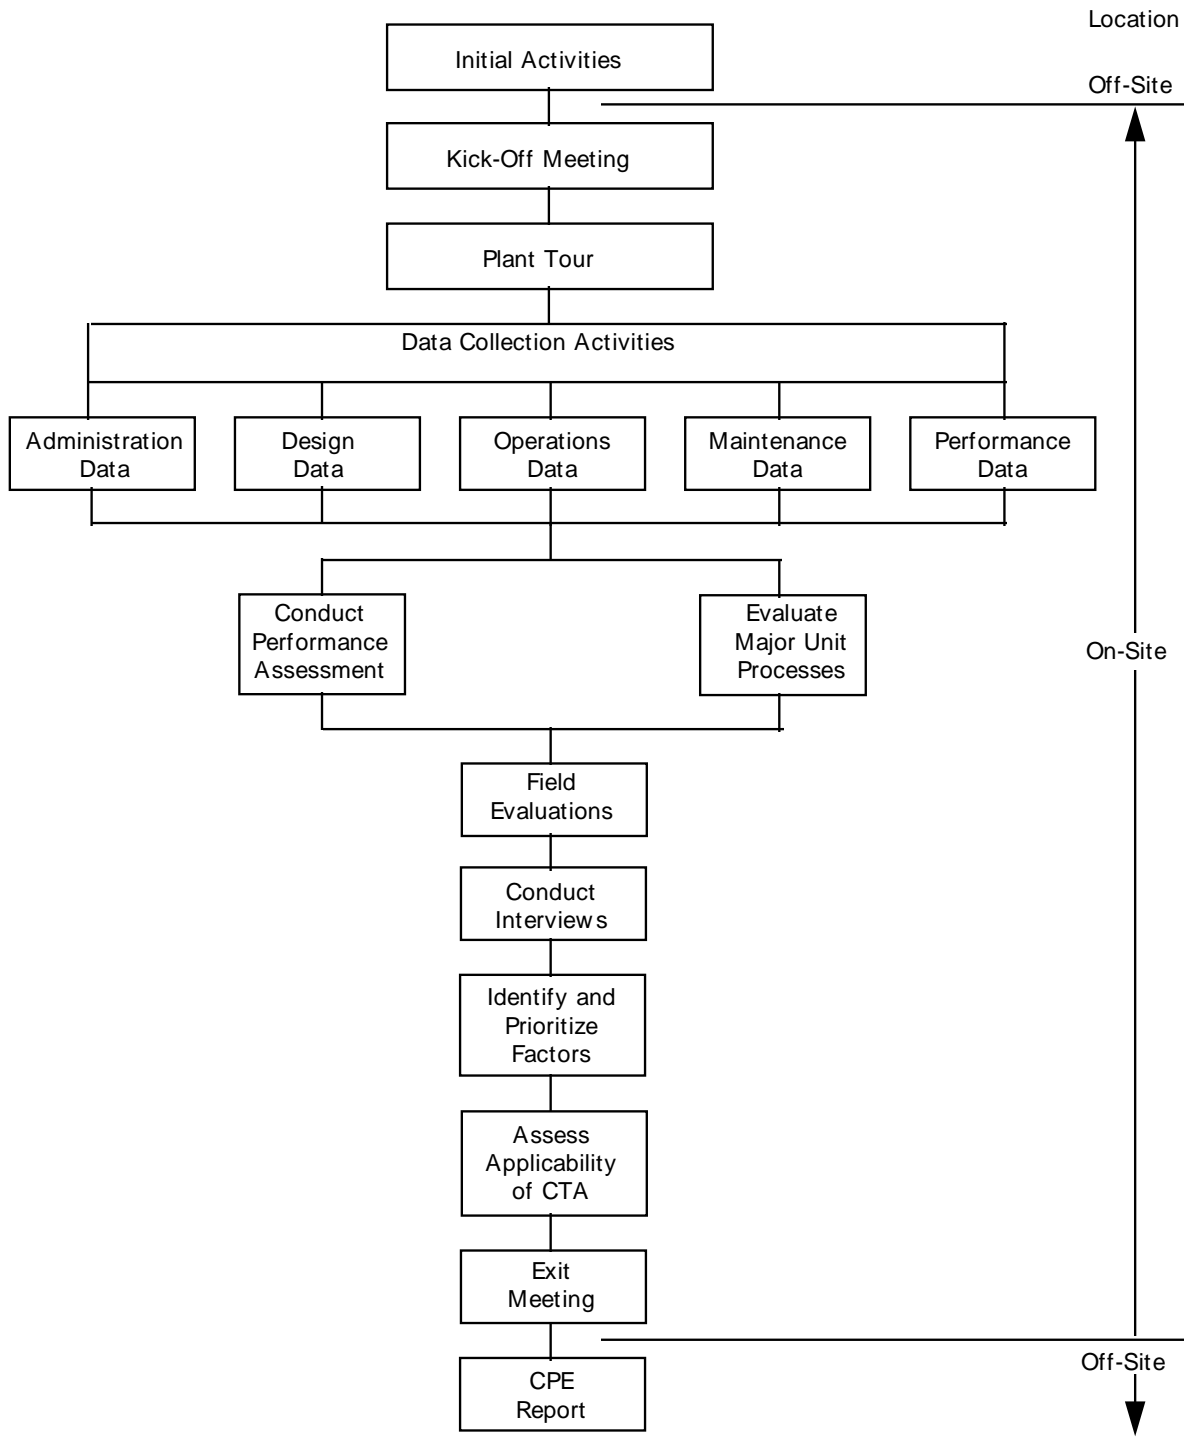 Location
Initial Activities
Off-Site
Kick-Off Meeting
Plant Tour
Data Collection Activities
Administration
Data
Design
Data
Operations
Data
Maintenance
Data
Performance
Data
Conduct
Performance
Assessment
Evaluate
Major Unit
Processes
On-Site
Field
Evaluations
Conduct
Interviews
Identify and
Prioritize
Factors
Assess
Applicability
of CTA
Exit
Meeting
Off-Site
CPE
Report